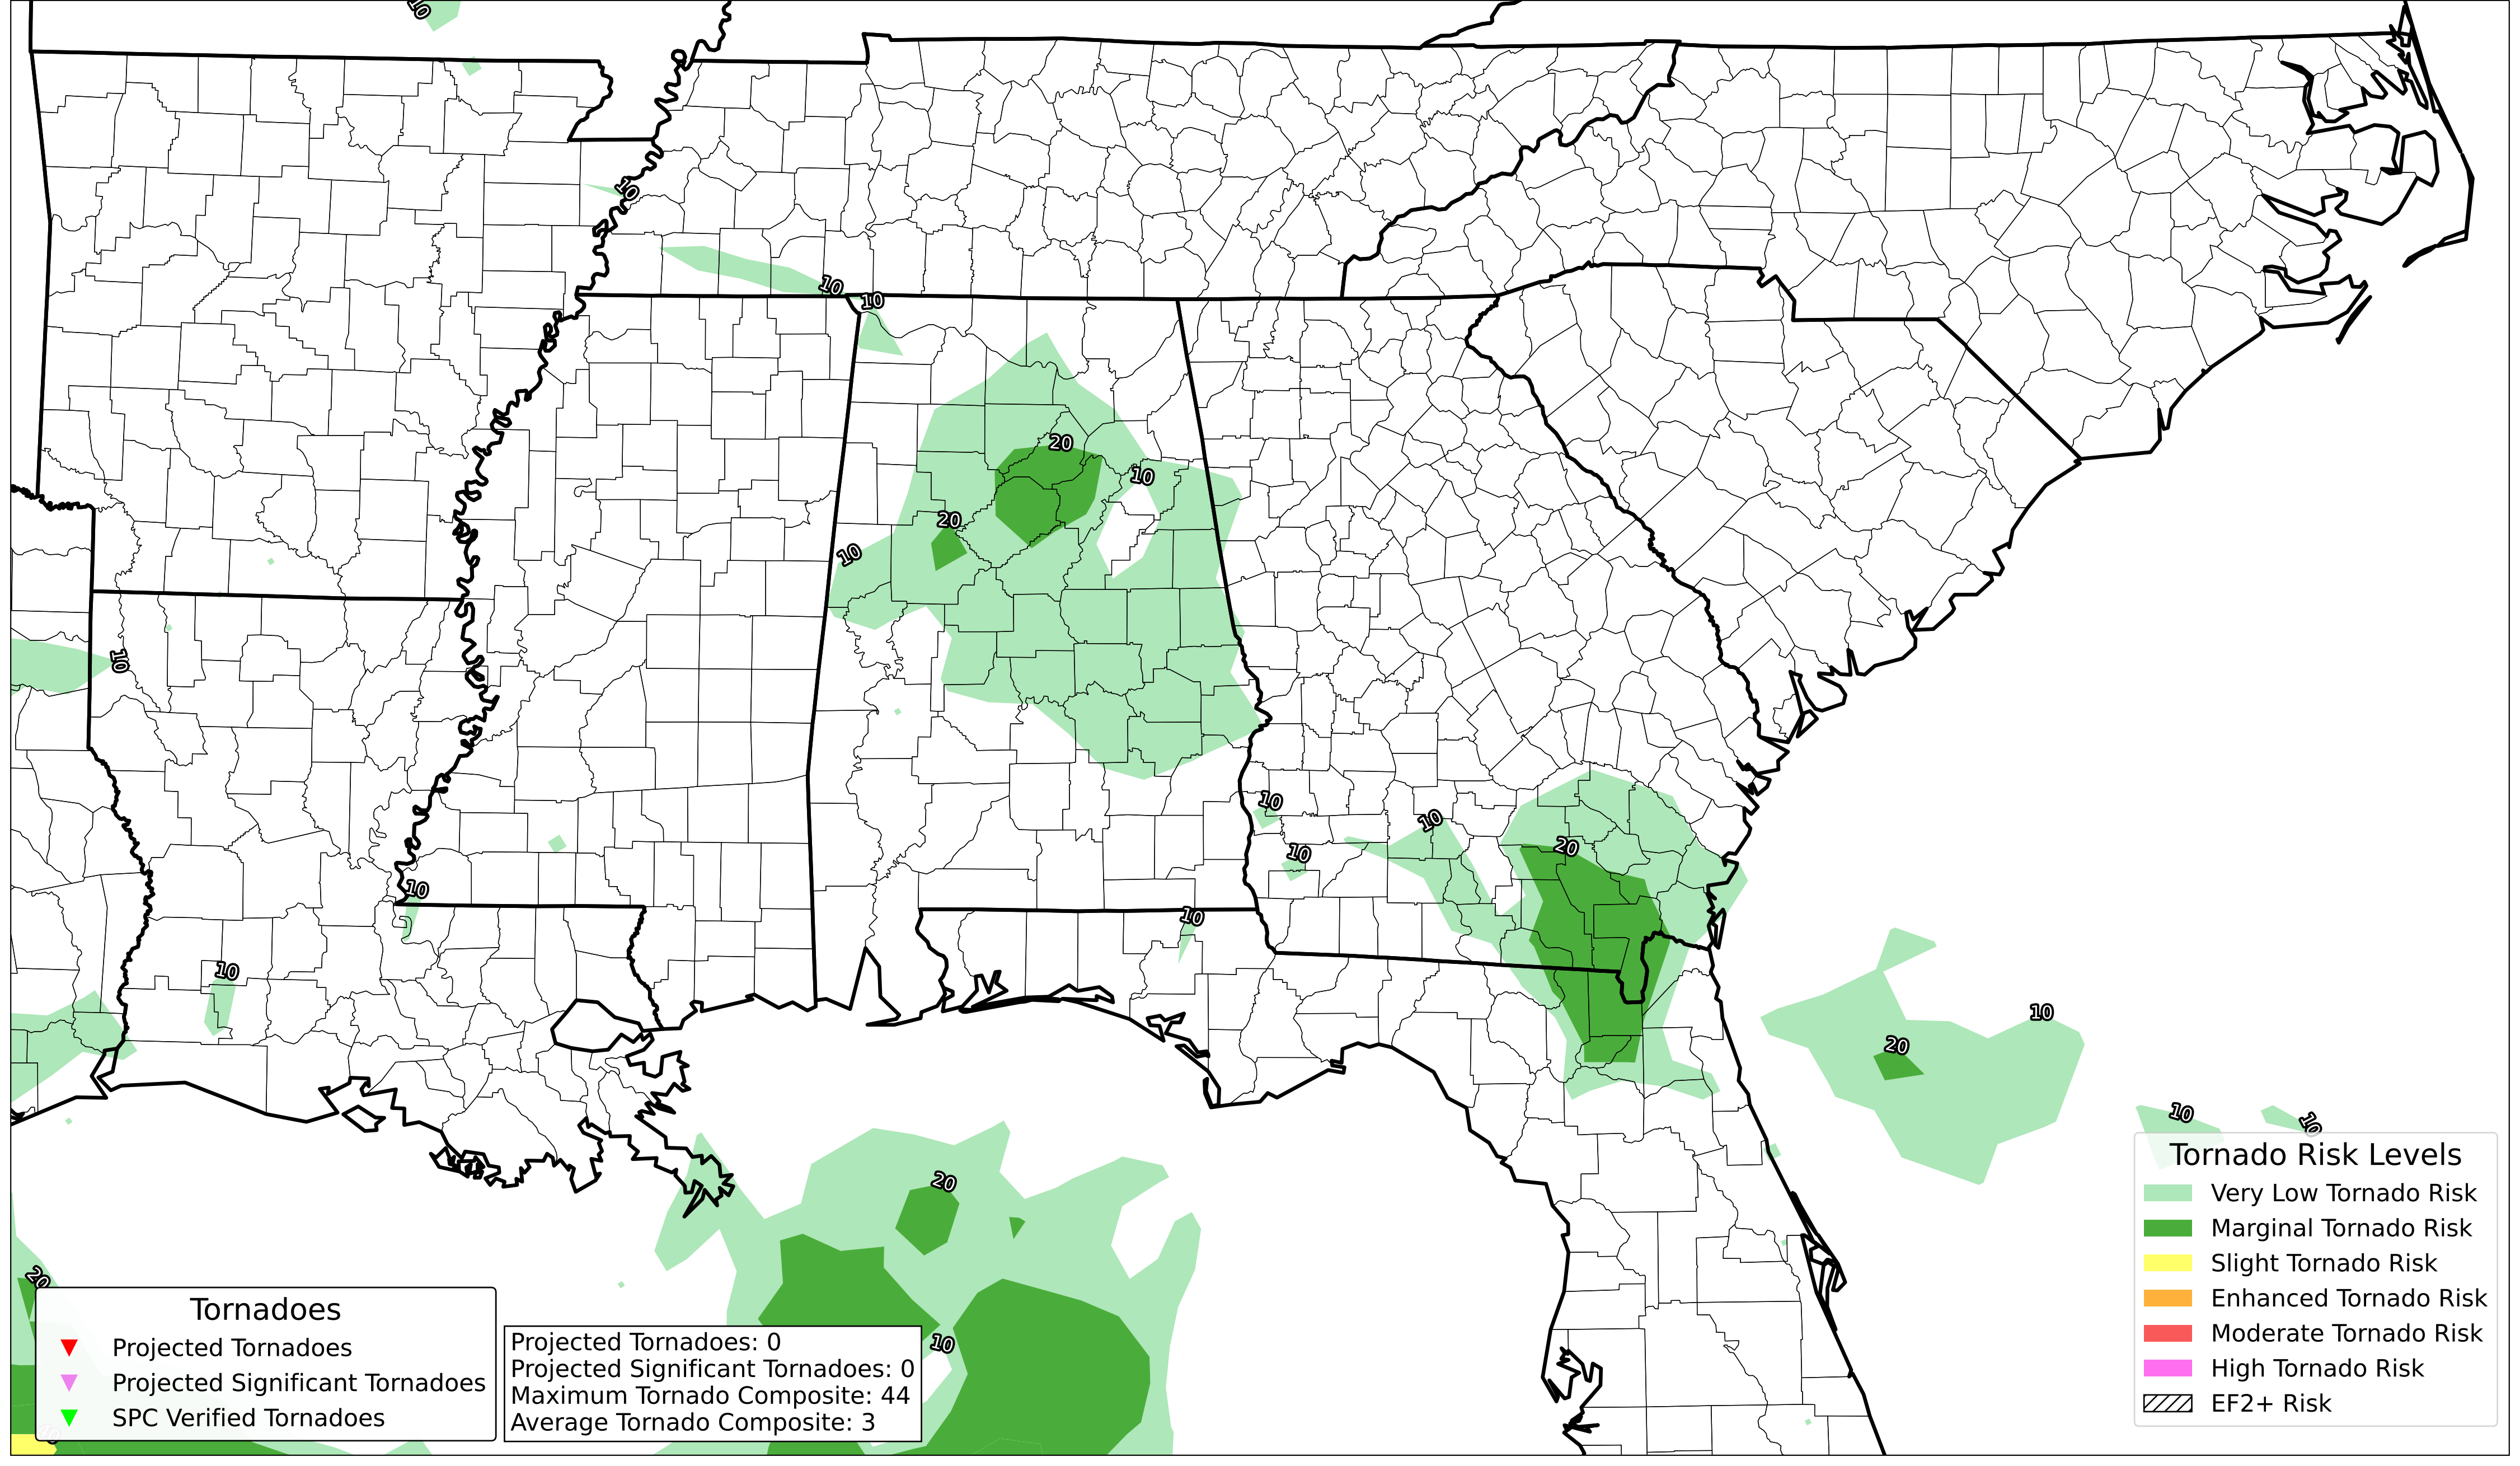 10
10
10
10
20
10
20
10
10
10
20
10
10
10
10
10
10
20
10
10
20
20
10
Tornado Risk Levels
Very Low Tornado Risk
Marginal Tornado Risk
Slight Tornado Risk
Enhanced Tornado Risk
Moderate Tornado Risk
High Tornado Risk
EF2+ Risk
Tornadoes
Projected Tornadoes
Projected Significant Tornadoes
SPC Verified Tornadoes
Projected Tornadoes: 0
Projected Significant Tornadoes: 0
Maximum Tornado Composite: 44
Average Tornado Composite: 3
10